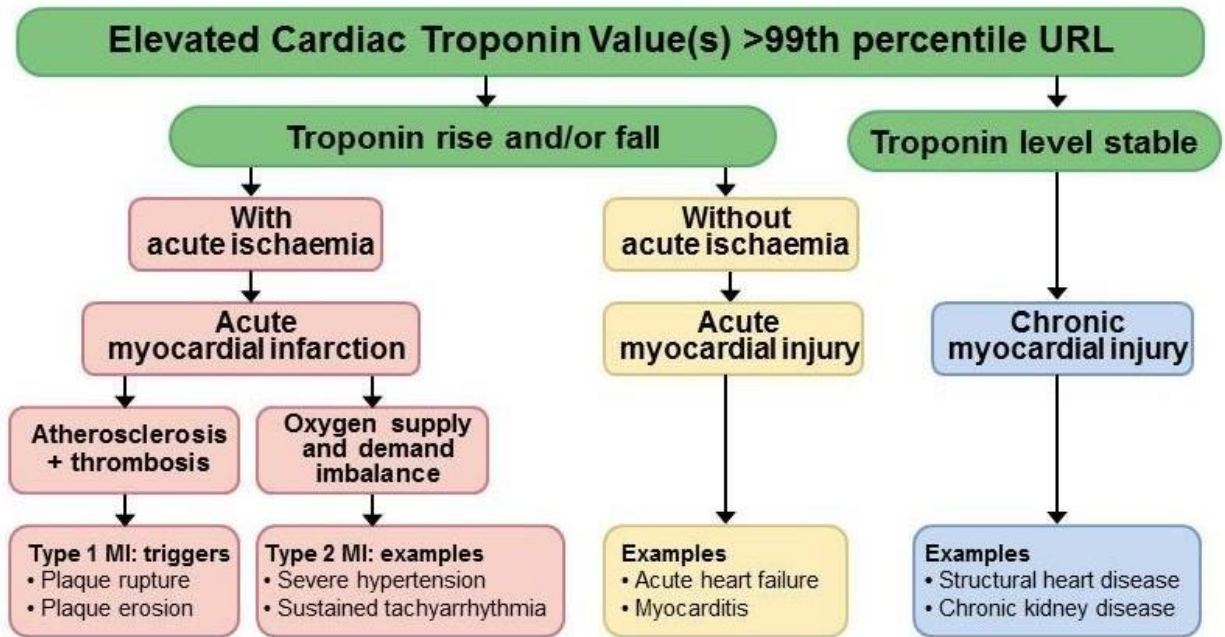 Elevated Cardiac Troponin Value(s) >99th percentile URL
Troponin rise and/or fall
Troponin level stable
With
acute ischaemia
Without
acute ischaemia
Acute
myocardial infarction
Acute
myocardial injury
Chronic
myocardial injury
Atherosclerosis
+ thrombosis
Oxygen supply
and demand
imbalance
Type 1 MI: triggers
• Plaque rupture
• Plaque erosion
Type 2 MI: examples
• Severe hypertension
• Sustained tachyarrhythmia
Examples
• Acute heart failure
• Myocarditis
Examples
• Structural heart disease
• Chronic kidney disease